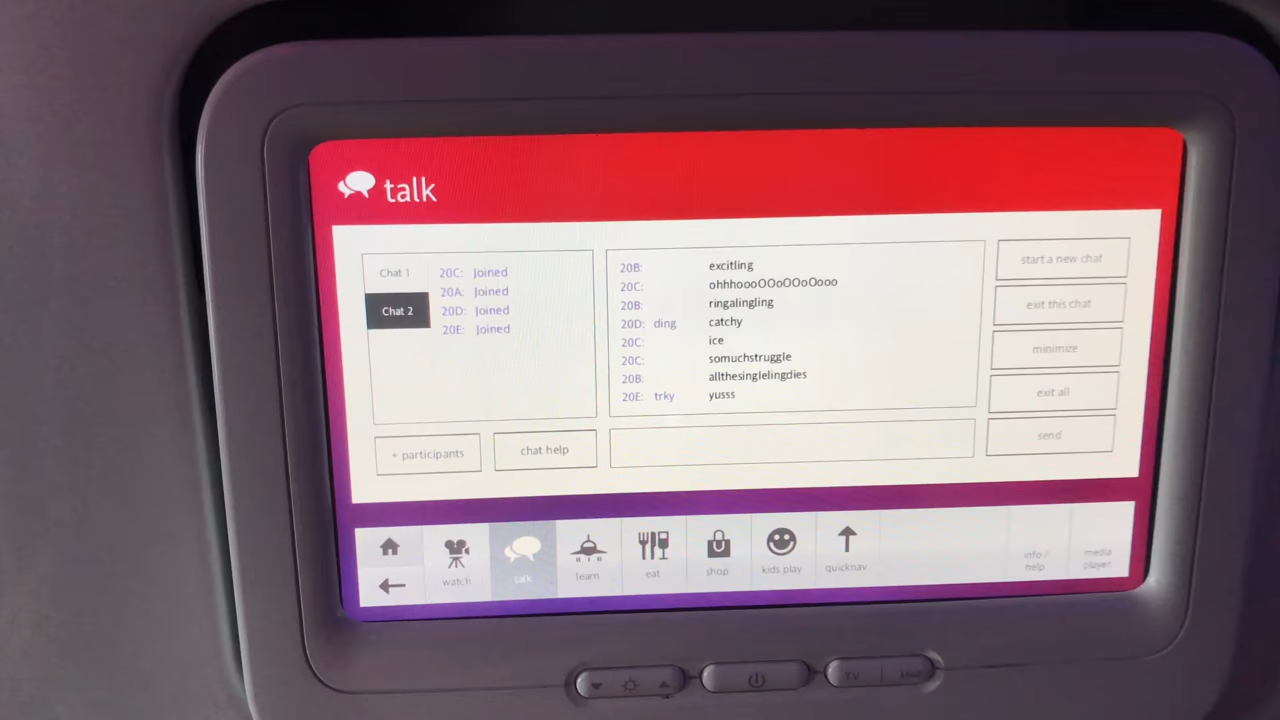 talk
Chat 1
Chat 2
20C: Joined
20A: Joined
20D: Joined
20E: Joined
20B: excitling
20C: ohhhoooOOoOOoOooo
20B: ringalingling
20D: ding catchy
20C: ice
20C: somuchstruggle
20B: allthesinglelingdies
20E: trky yusss
start a new chat
exit this chat
minimize
exit all
send
+ participants
chat help
watch
talk
learn
eat
shop
kids play
quicknav
info /
help
media
player
TV